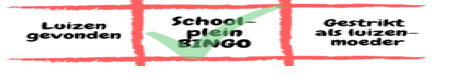 Luizen
gevonden
School-
plein
BINGO
Gestrikt
als luizen-
moeder